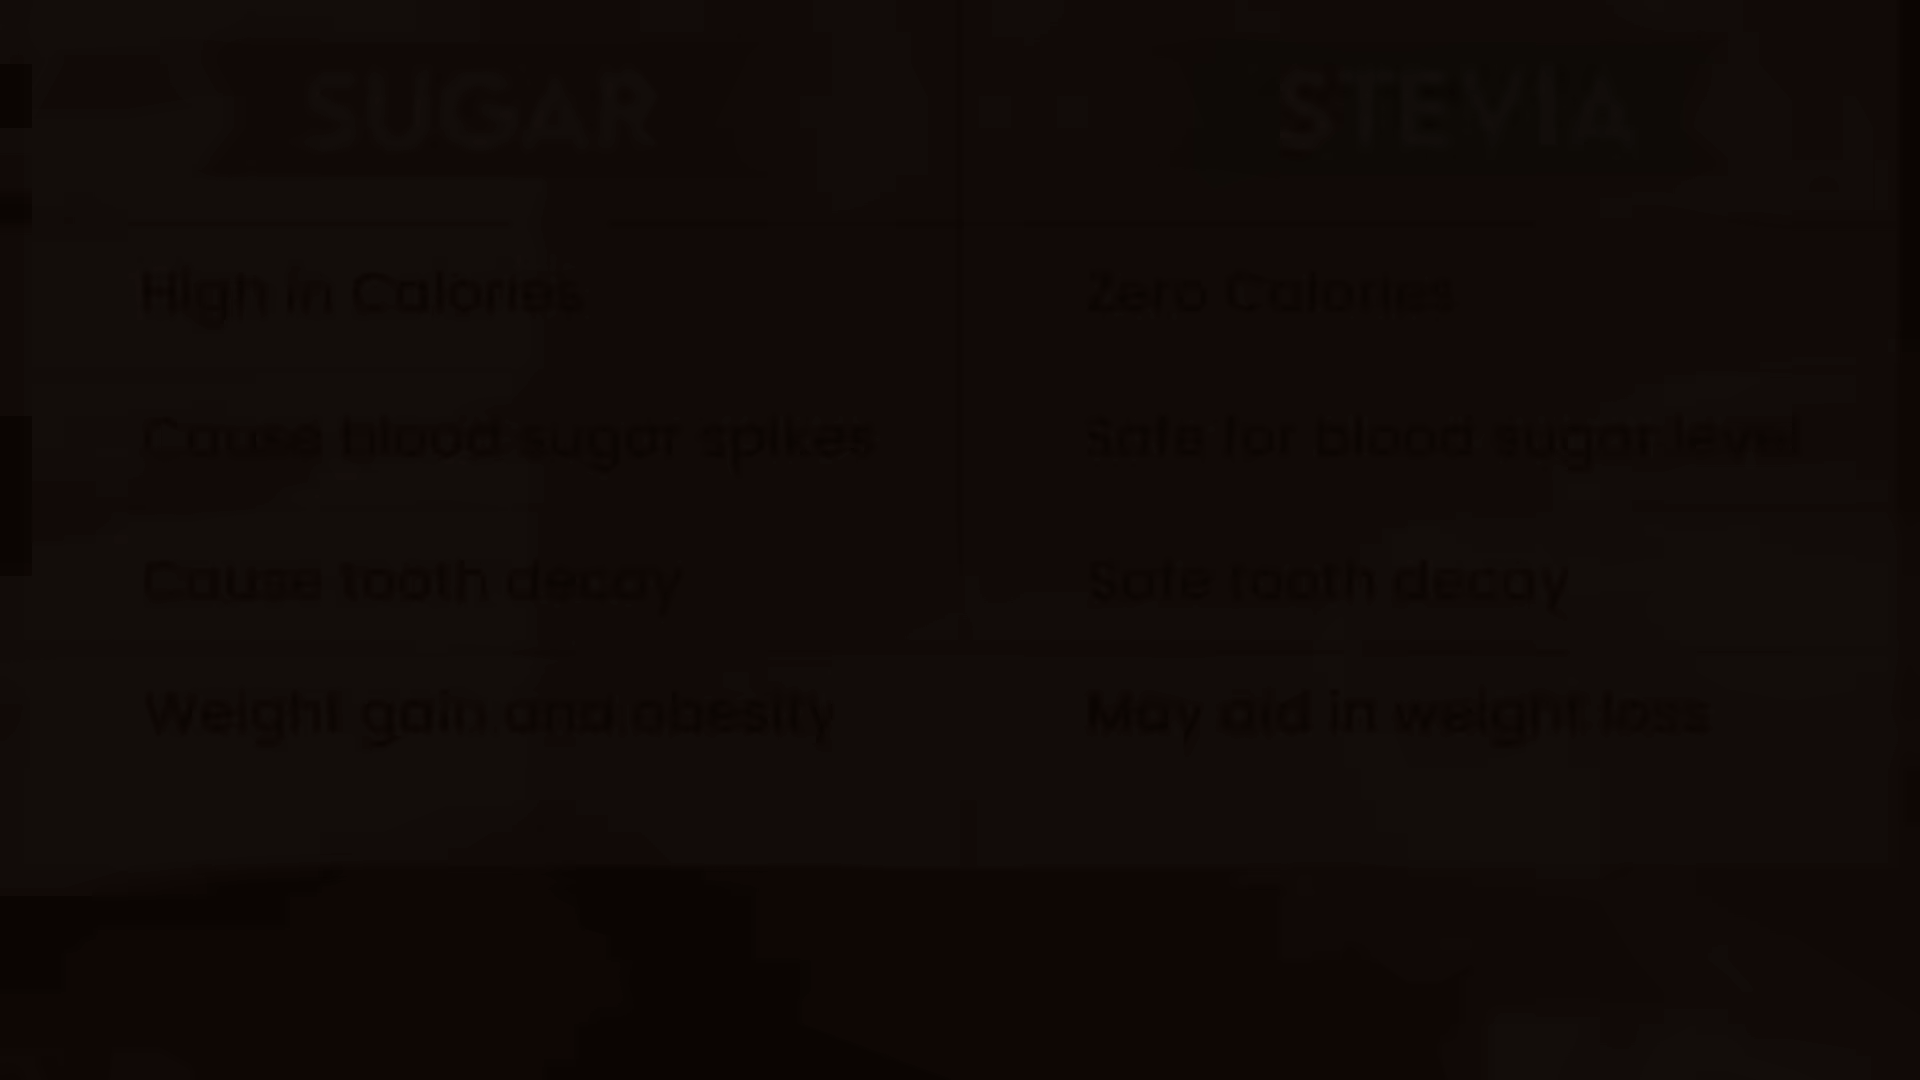 SUGAR
STEVIA
High in Calories
Zero Calories
Cause blood sugar spikes
Safe for blood sugar level
Cause tooth decay
Safe tooth decay
Weight gain and obesity
May aid in weight loss